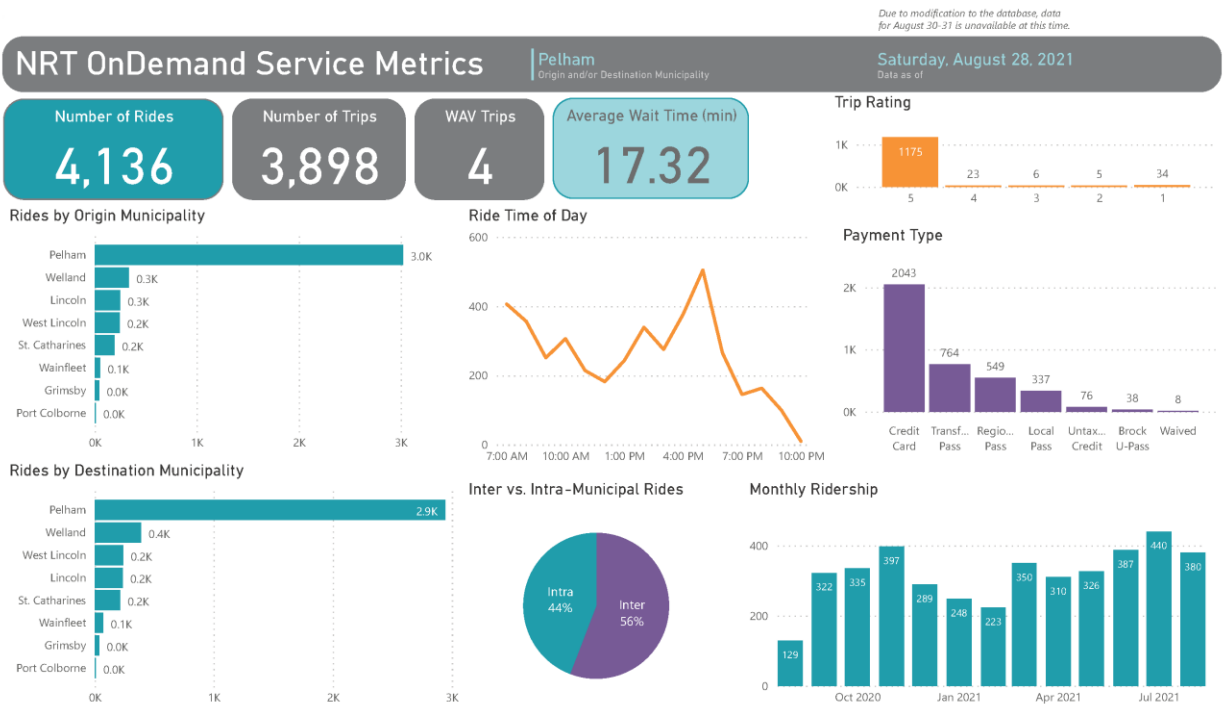 Due to modification to the database, data
for August 30-31 is unavailable at this time.
NRT OnDemand Service Metrics
Pelham
Origin and/or Destination Municipality
Saturday, August 28, 2021
Data as of
Number of Rides
4,136
Number of Trips
3,898
WAV Trips
4
Average Wait Time (min)
17.32
Trip Rating
1K
0K
1175
23
6
5
34
5
4
3
2
1
Rides by Origin Municipality
Pelham
3.0K
Welland
0.3K
Lincoln
0.3K
West Lincoln
0.2K
St. Catharines
0.2K
Wainfleet
0.1K
Grimsby
0.0K
Port Colborne
0.0K
0K
1K
2K
3K
Ride Time of Day
600
400
200
0
7:00 AM
10:00 AM
1:00 PM
4:00 PM
7:00 PM
10:00 PM
Payment Type
2K
1K
0K
2043
764
549
337
76
38
8
Credit
Card
Transf...
Pass
Regio...
Pass
Local
Pass
Untax...
Credit
Brock
U-Pass
Waived
Rides by Destination Municipality
Pelham
2.9K
Welland
0.4K
West Lincoln
0.2K
Lincoln
0.2K
St. Catharines
0.2K
Wainfleet
0.1K
Grimsby
0.0K
Port Colborne
0.0K
0K
1K
2K
3K
Inter vs. Intra-Municipal Rides
Intra
44%
Inter
56%
Monthly Ridership
400
200
0
129
322
335
397
289
248
223
350
310
326
387
440
380
Oct 2020
Jan 2021
Apr 2021
Jul 2021